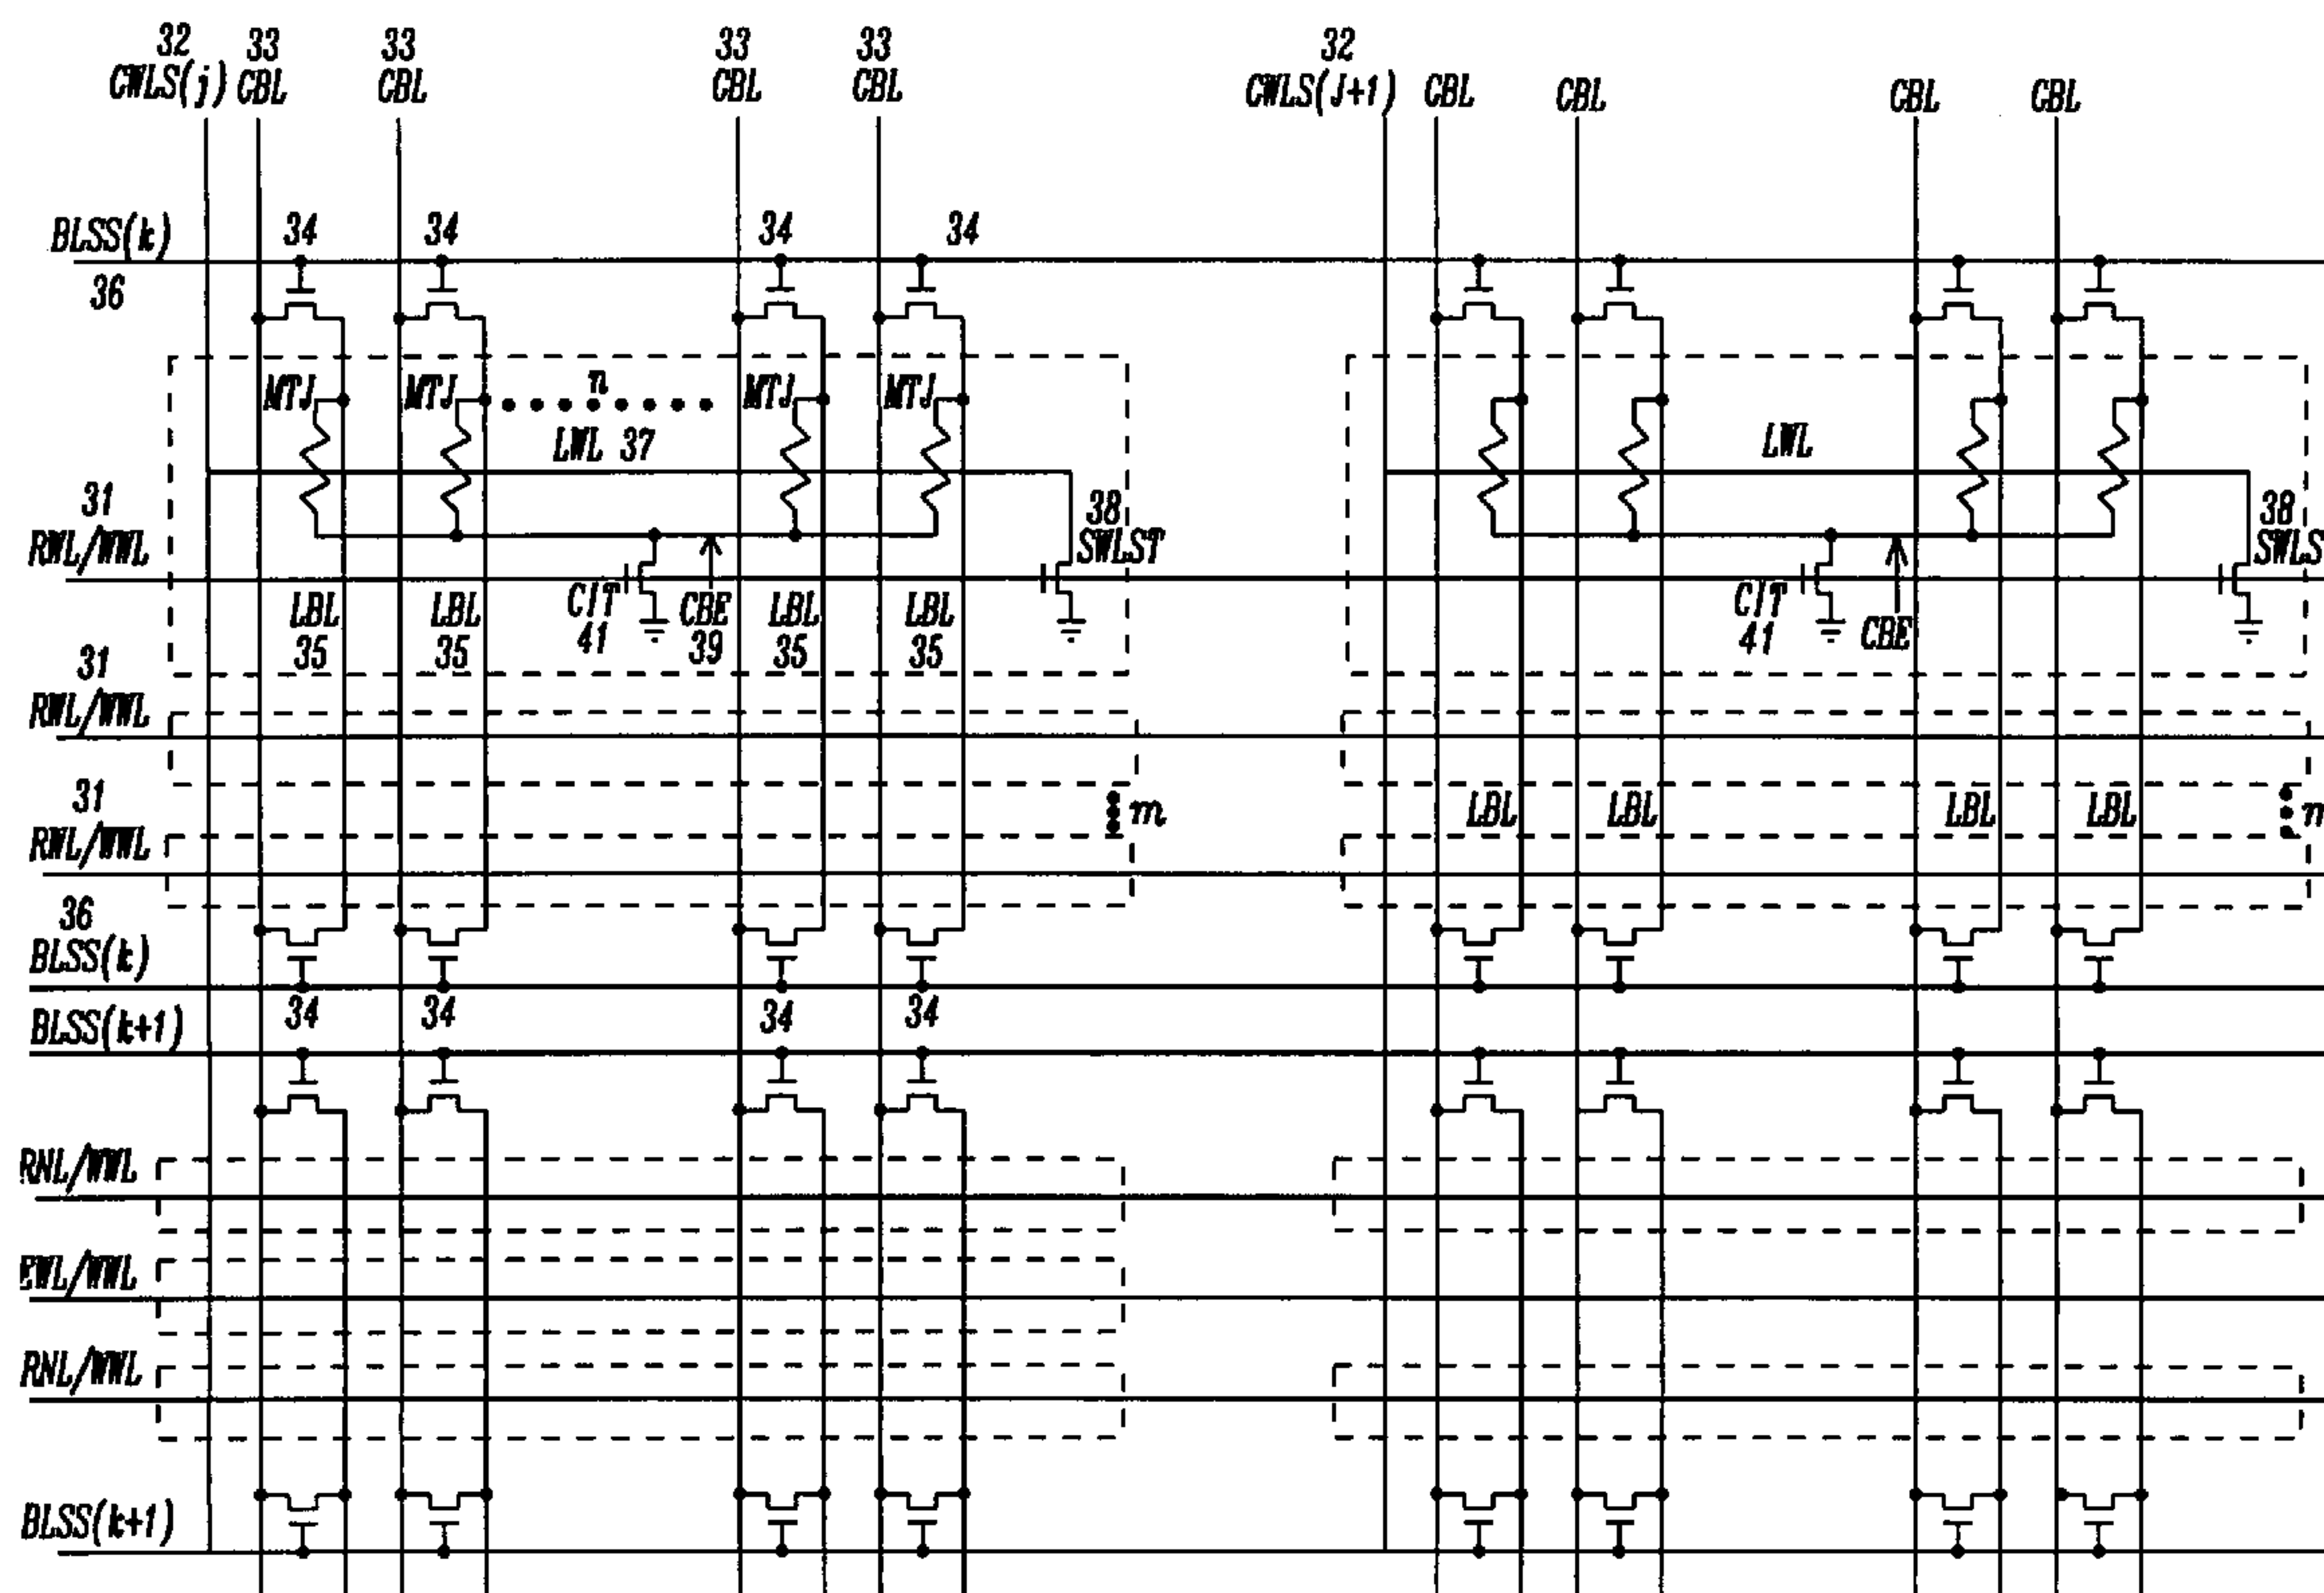 32 33 33 33 33 32
CWLS(j) CBL CBL CBL CBL CWLS(J+1) CBL CBL CBL CBL
BLSS(k) 34 34 34 34
36
MTJ MTJ n MTJ MTJ
LWL 37 LWL
31 38 38
RWL/WWL SWLST SWLS
LBL LBL CIT CBE LBL LBL CIT CBE
35 35 41 39 35 35 41
31
RWL/WWL
31 m LBL LBL LBL LBL
RWL/WWL
36
BLSS(k)
BLSS(k+1) 34 34 34 34
RNL/WWL
EWL/WWL
RNL/WWL
BLSS(k+1)